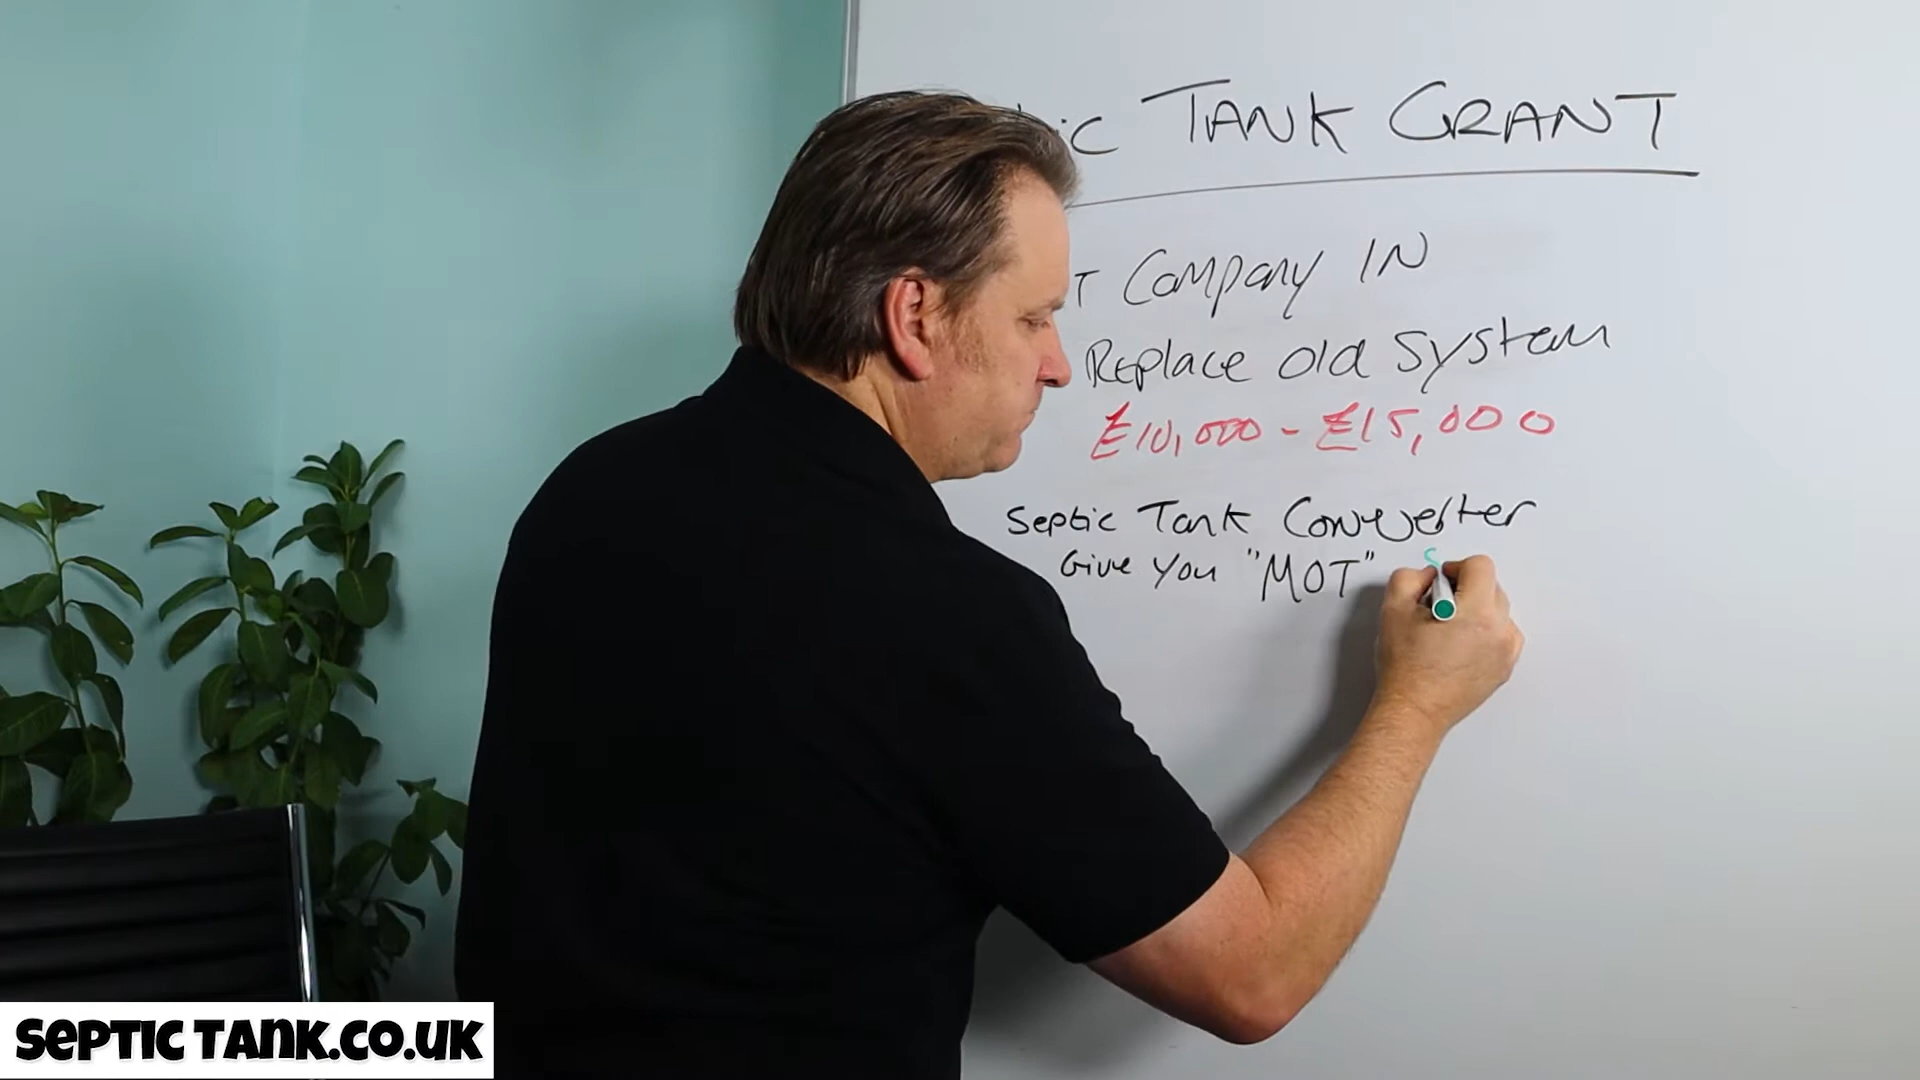 TANK GRANT
Company IN
Replace Old System
£10,000 - £15,000
Septic Tank Converter
Give You "MOT"
SEPTIC TANK.CO.UK